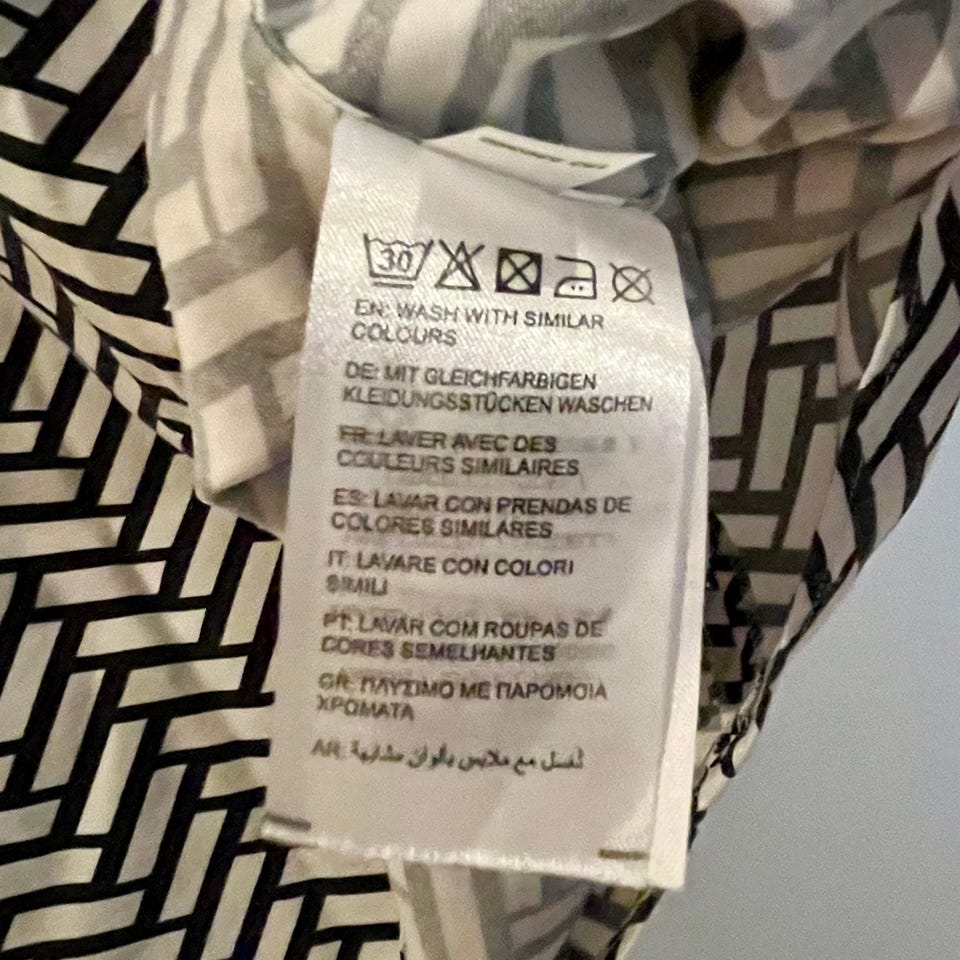 30
EN: WASH WITH SIMILAR
COLOURS
DE: MIT GLEICHFARBIGEN
KLEIDUNGSSTÜCKEN WASCHEN
FR: LAVER AVEC DES
COULEURS SIMILAIRES
ES: LAVAR CON PRENDAS DE
COLORES SIMILARES
IT: LAVARE CON COLORI
SIMILI
PT: LAVAR COM ROUPAS DE
CORES SEMELHANTES
GR: ΠΛΥΣΙΜΟ ΜΕ ΠΑΡΟΜΟΙΑ
ΧΡΩΜΑΤΑ
AR: تُغسل مع ملابس بألوان مشابهة